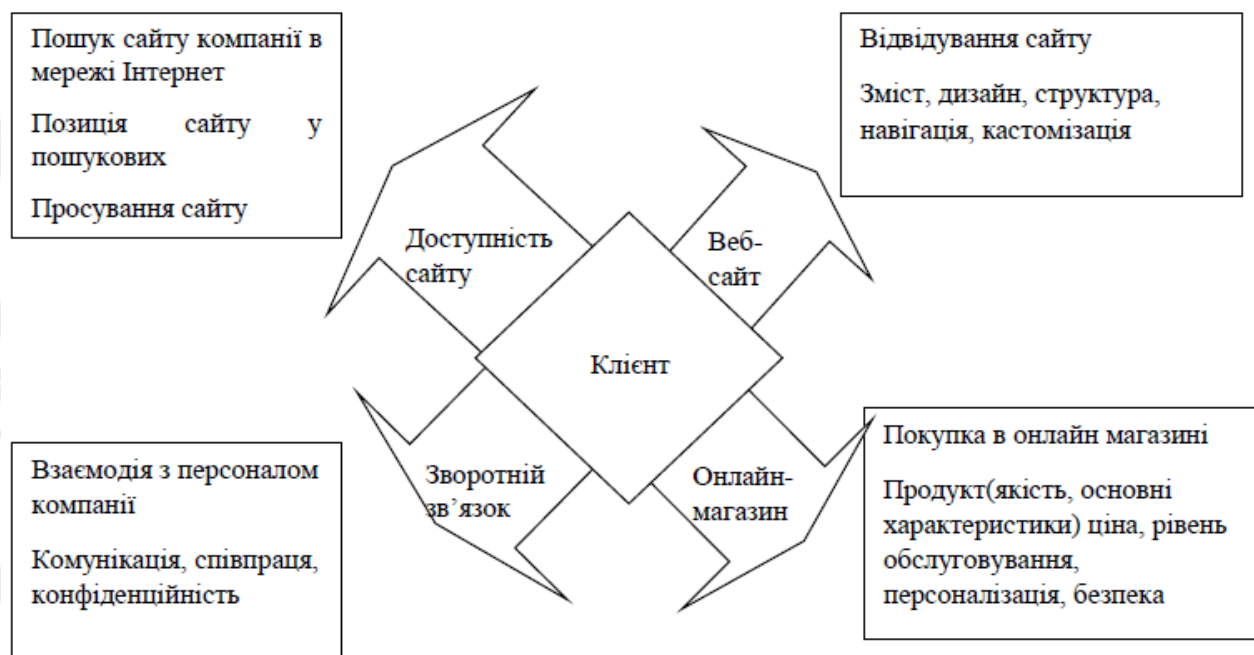 Пошук сайту компанії в
мережі Інтернет
Позиція сайту у
пошукових
Просування сайту
Відвідування сайту
Зміст, дизайн, структура,
навігація, кастомізація
Доступність
сайту
Веб-
сайт
Клієнт
Зворотній
зв’язок
Онлайн-
магазин
Взаємодія з персоналом
компанії
Комунікація, співпраця,
конфіденційність
Покупка в онлайн магазині
Продукт(якість, основні
характеристики) ціна, рівень
обслуговування,
персоналізація, безпека